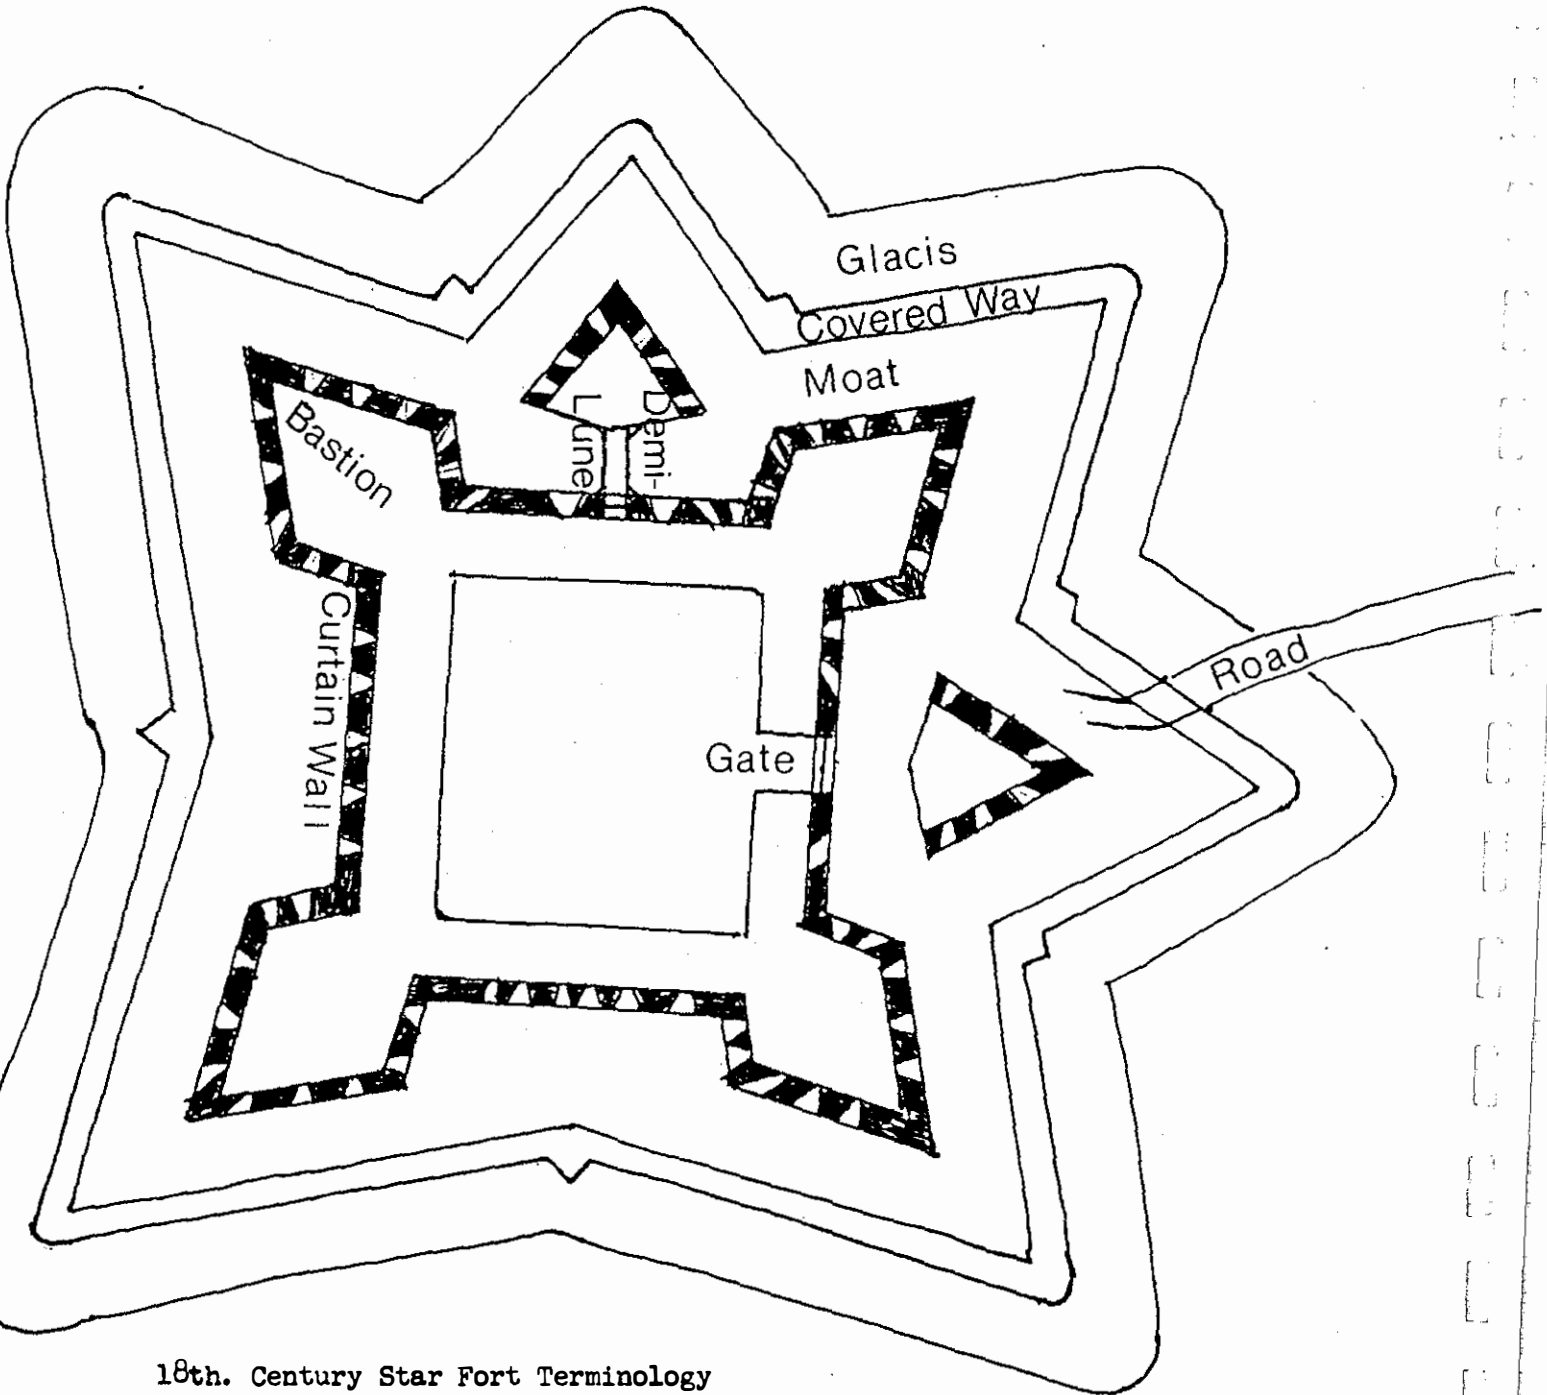 Glacis
Covered Way
Moat
Demi-
Lune
Bastion
Curtain Wall
Road
Gate
18th. Century Star Fort Terminology